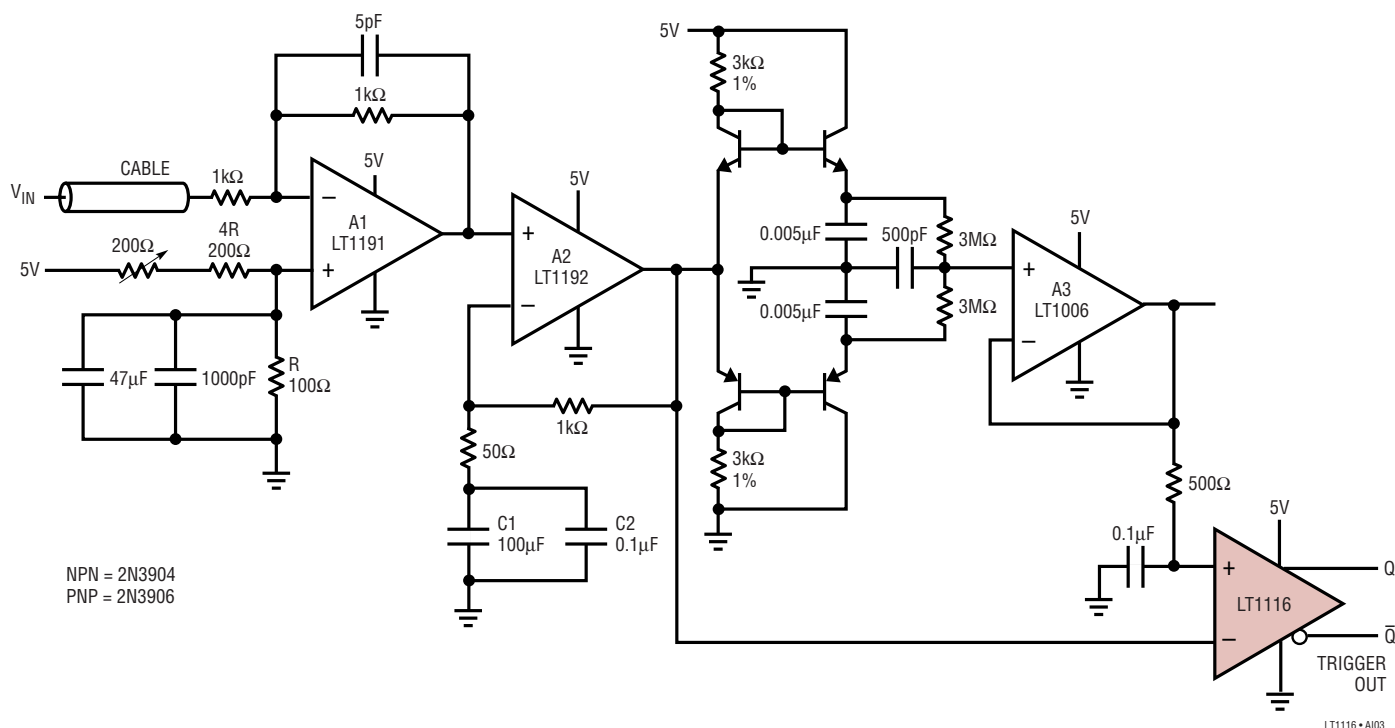 5pF
1kΩ
CABLE
1kΩ
VIN
5V
−
A1
LT1191
+
200Ω
4R
200Ω
5V
47µF
1000pF
R
100Ω
5V
+
A2
LT1192
−
1kΩ
50Ω
C1
100µF
C2
0.1µF
5V
3kΩ
1%
0.005µF
500pF
3MΩ
0.005µF
3MΩ
3kΩ
1%
5V
+
A3
LT1006
−
500Ω
0.1µF
5V
+
LT1116
−
Q
Q̅
TRIGGER
OUT
NPN = 2N3904
PNP = 2N3906
LT1116 • AI03